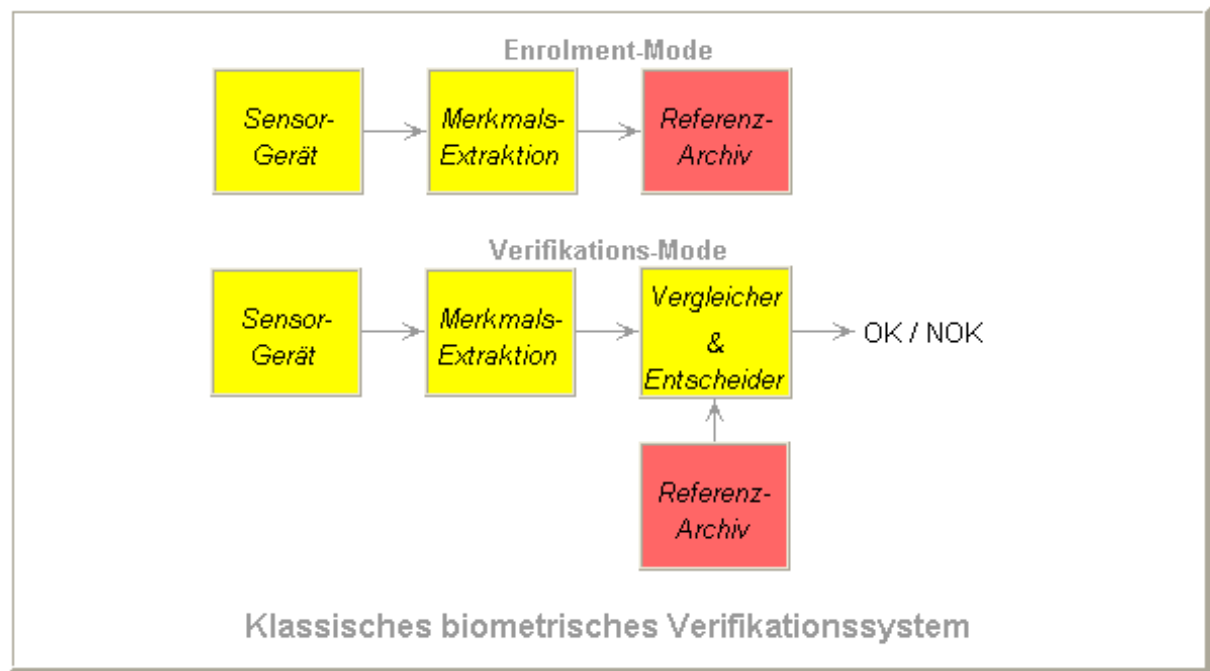 Enrolment-Mode
Sensor-
Gerät
Merkmals-
Extraktion
Referenz-
Archiv
Verifikations-Mode
Sensor-
Gerät
Merkmals-
Extraktion
Vergleicher
&
Entscheider
OK / NOK
Referenz-
Archiv
Klassisches biometrisches Verifikationssystem